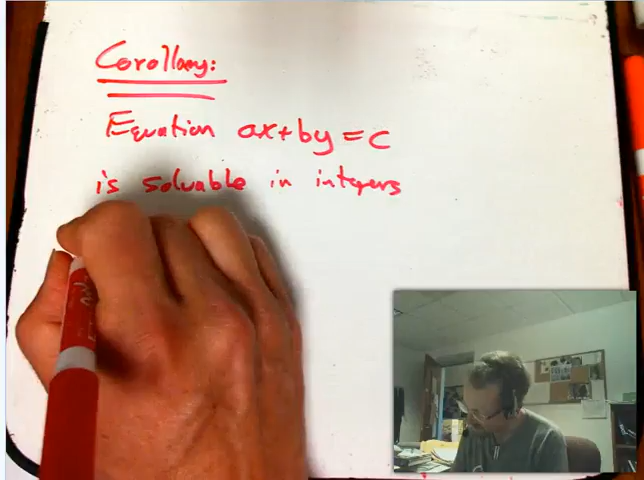 Corollary:
Equation ax+by = c
is solvable in integers